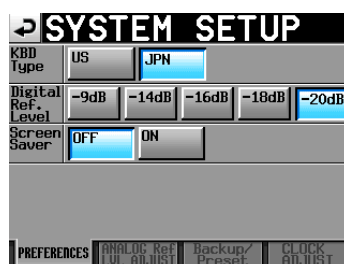 SYSTEM SETUP
KBD
Type
US
JPN
Digital
Ref.
Level
-9dB
-14dB
-16dB
-18dB
-20dB
Screen
Saver
OFF
ON
PREFERENCES
ANALOG Ref
LVL ADJUST
Backup/
Preset
CLOCK
ADJUST